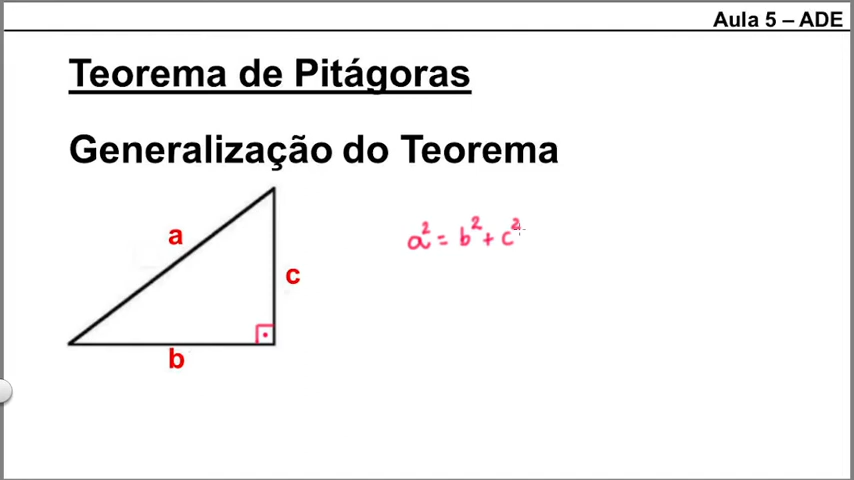 Aula 5 – ADE
Teorema de Pitágoras
Generalização do Teorema
a
a² = b² + c²
c
b